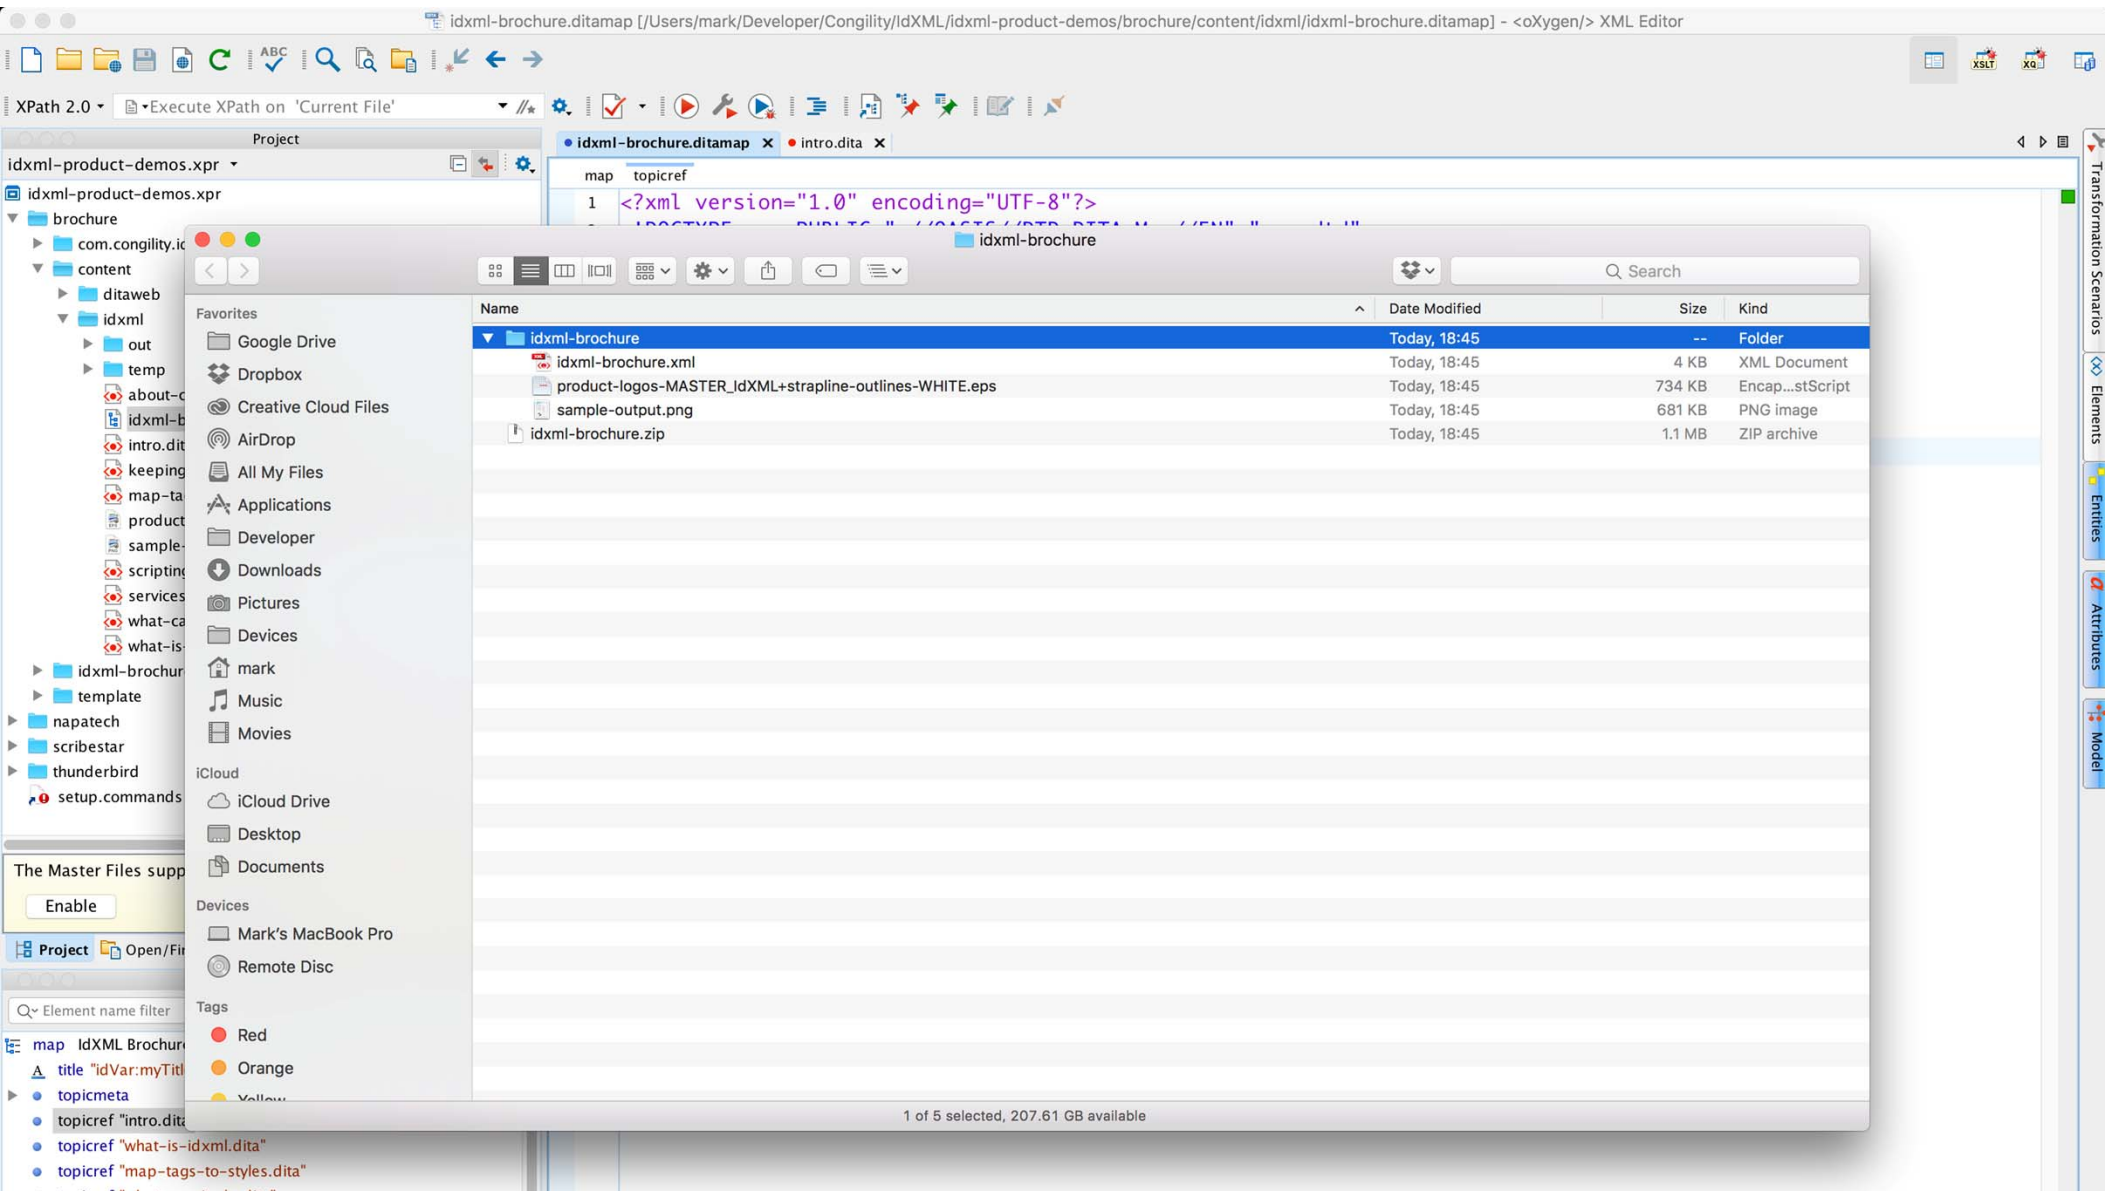 idxml-brochure.ditamap [/Users/mark/Developer/Congility/IdXML/idxml-product-demos/brochure/content/idxml/idxml-brochure.ditamap] - <oXygen/> XML Editor
ABC
XSLT
XQ
XPath 2.0
Execute XPath on 'Current File'
Project
idxml-product-demos.xpr
idxml-product-demos.xpr
brochure
com.congility.ic
content
ditaweb
idxml
out
temp
about-c
idxml-b
intro.dit
keeping
map-ta
product
sample-
scripting
services
what-ca
what-is-
idxml-brochur
template
napatech
scribestar
thunderbird
setup.commands
The Master Files supp
Enable
Project
Open/Fi
Element name filter
map IdXML Brochur
title "idVar:myTitl
topicmeta
topicref "intro.dita
topicref "what-is-idxml.dita"
topicref "map-tags-to-styles.dita"
idxml-brochure.ditamap
intro.dita
map topicref
1 <?xml version="1.0" encoding="UTF-8"?>
idxml-brochure
Search
Favorites
Google Drive
Dropbox
Creative Cloud Files
AirDrop
All My Files
Applications
Developer
Downloads
Pictures
Devices
mark
Music
Movies
iCloud
iCloud Drive
Desktop
Documents
Devices
Mark's MacBook Pro
Remote Disc
Tags
Red
Orange
Yellow
Name Date Modified Size Kind
idxml-brochure Today, 18:45 -- Folder
idxml-brochure.xml Today, 18:45 4 KB XML Document
product-logos-MASTER_IdXML+strapline-outlines-WHITE.eps Today, 18:45 734 KB Encap...stScript
sample-output.png Today, 18:45 681 KB PNG image
idxml-brochure.zip Today, 18:45 1.1 MB ZIP archive
1 of 5 selected, 207.61 GB available
Transformation Scenarios
Elements
Entities
Attributes
Model